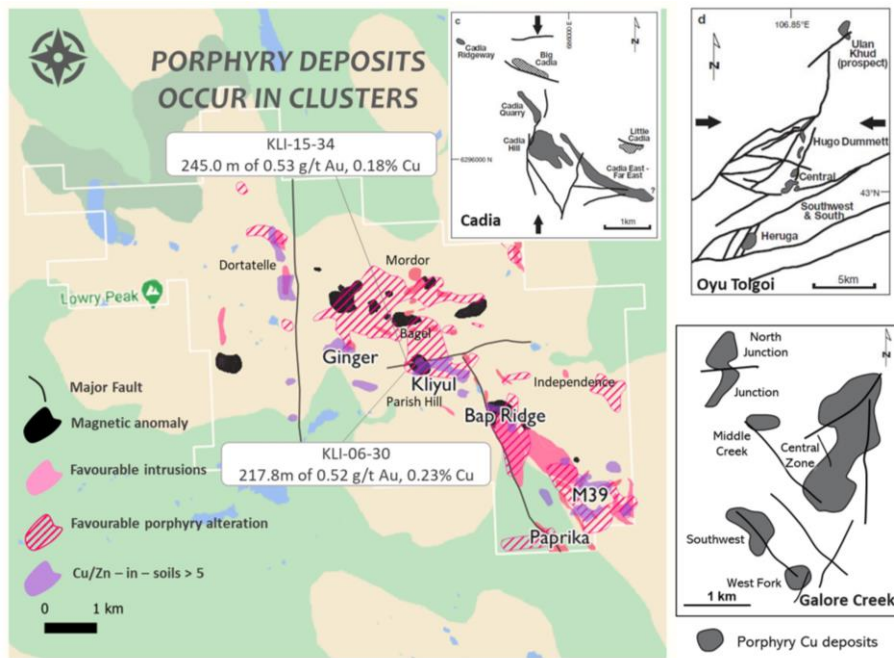 PORPHYRY DEPOSITS
OCCUR IN CLUSTERS
KLI-15-34
245.0 m of 0.53 g/t Au, 0.18% Cu
Dortatelle
Mordor
Lowry Peak
Bagel
Ginger
Kliyul
Parish Hill
Independence
Bap Ridge
KLI-06-30
217.8m of 0.52 g/t Au, 0.23% Cu
M39
Paprika
Major Fault
Magnetic anomaly
Favourable intrusions
Favourable porphyry alteration
Cu/Zn – in – soils > 5
0 1 km
c
N
686000 E
Cadia
Ridgeway
Big
Cadia
Cadia
Quarry
Little
Cadia
Cadia
Hill
6296000 N
Cadia East -
Far East
?
Cadia
1km
d
106.85°E
N
Ulan
Khud
(prospect)
Hugo Dummett
Central
43°N
Southwest
& South
Heruga
Oyu Tolgoi
5km
North
Junction
Junction
Middle
Creek
Central
Zone
Southwest
West Fork
1 km
Galore Creek
Porphyry Cu deposits